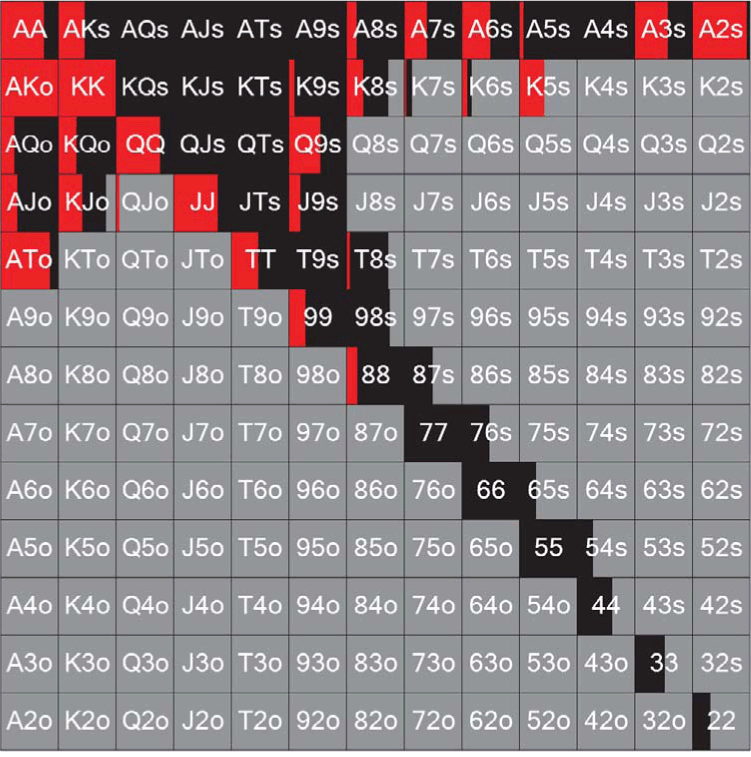 AA AKs AQs AJs ATs A9s A8s A7s A6s A5s A4s A3s A2s
AKo KK KQs KJs KTs K9s K8s K7s K6s K5s K4s K3s K2s
AQo KQo QQ QJs QTs Q9s Q8s Q7s Q6s Q5s Q4s Q3s Q2s
AJo KJo QJo JJ JTs J9s J8s J7s J6s J5s J4s J3s J2s
ATo KTo QTo JTo TT T9s T8s T7s T6s T5s T4s T3s T2s
A9o K9o Q9o J9o T9o 99 98s 97s 96s 95s 94s 93s 92s
A8o K8o Q8o J8o T8o 98o 88 87s 86s 85s 84s 83s 82s
A7o K7o Q7o J7o T7o 97o 87o 77 76s 75s 74s 73s 72s
A6o K6o Q6o J6o T6o 96o 86o 76o 66 65s 64s 63s 62s
A5o K5o Q5o J5o T5o 95o 85o 75o 65o 55 54s 53s 52s
A4o K4o Q4o J4o T4o 94o 84o 74o 64o 54o 44 43s 42s
A3o K3o Q3o J3o T3o 93o 83o 73o 63o 53o 43o 33 32s
A2o K2o Q2o J2o T2o 92o 82o 72o 62o 52o 42o 32o 22